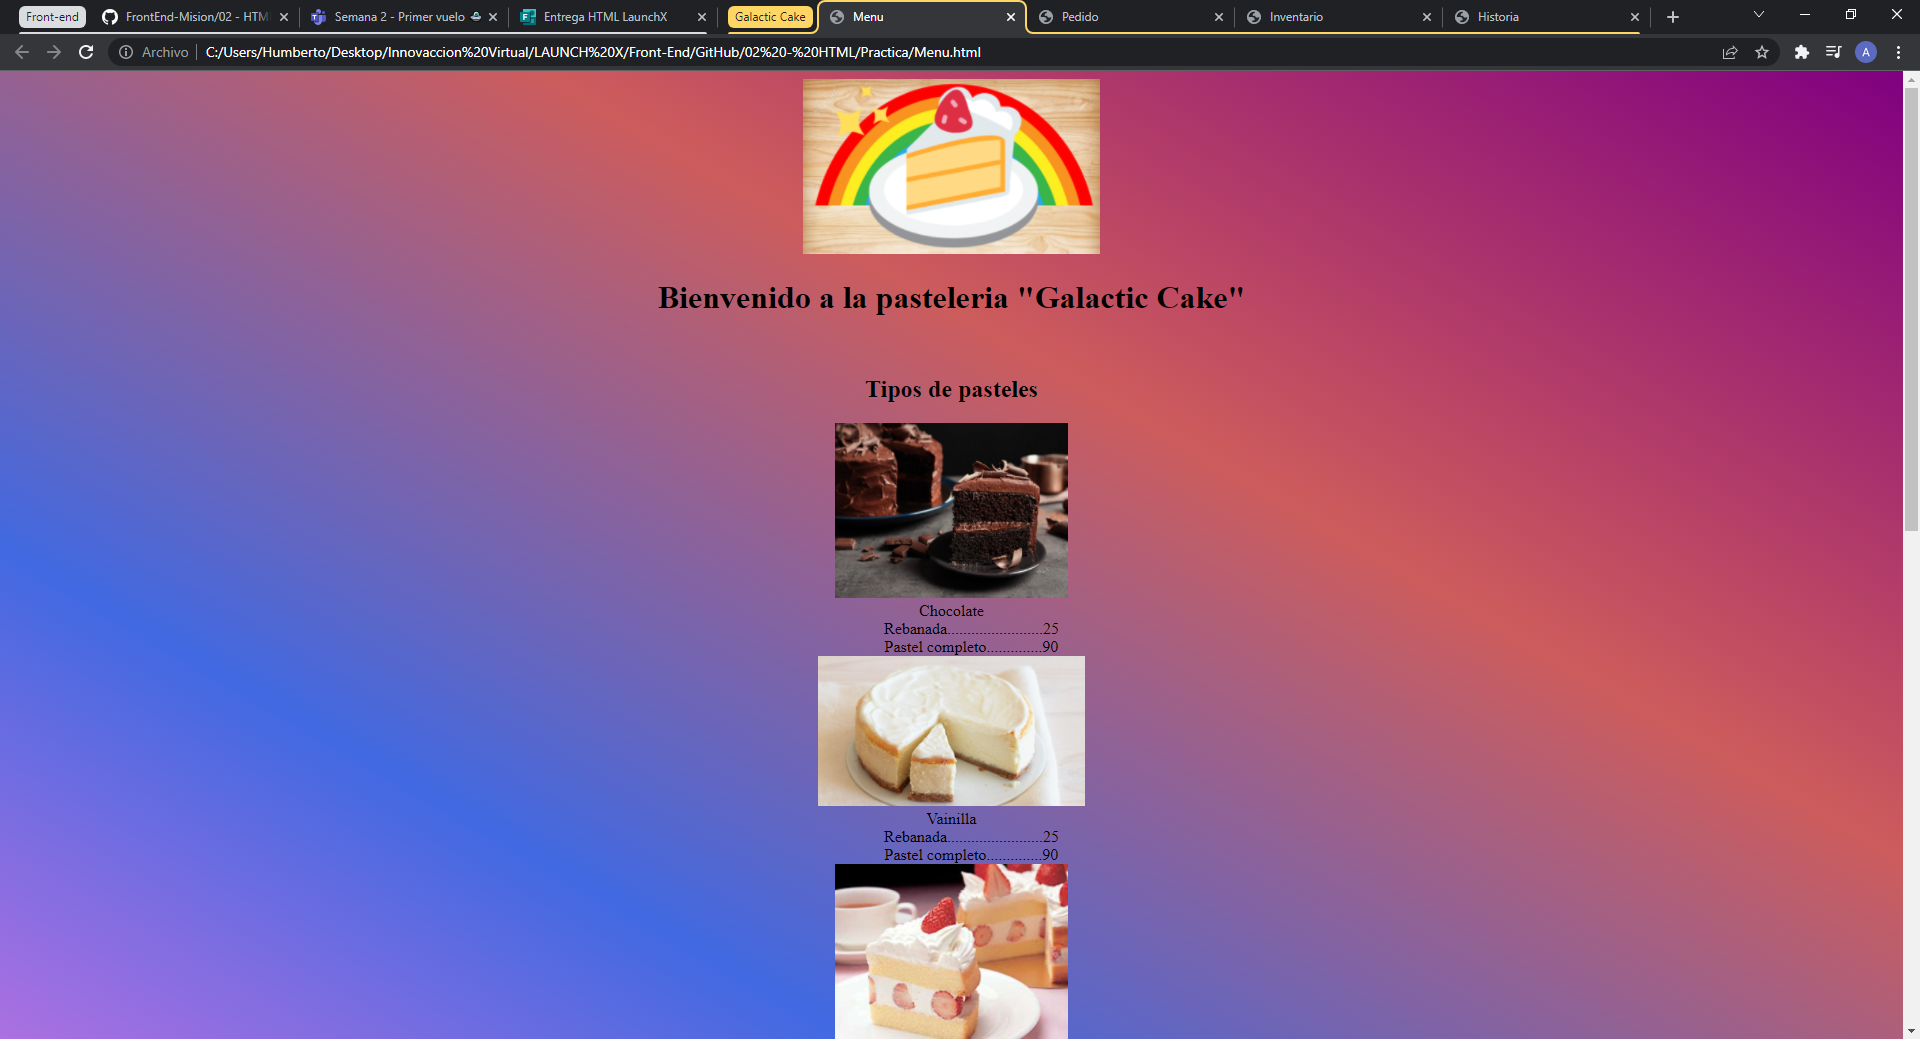 Front-end
FrontEnd-Mision/02 - HTM
Semana 2 - Primer vuelo
Entrega HTML LaunchX
Galactic Cake
Menu
Pedido
Inventario
Historia
Archivo
C:/Users/Humberto/Desktop/Innovaccion%20Virtual/LAUNCH%20X/Front-End/GitHub/02%20-%20HTML/Practica/Menu.html
A
Bienvenido a la pasteleria "Galactic Cake"
Tipos de pasteles
Chocolate
Rebanada........................25
Pastel completo..............90
Vainilla
Rebanada........................25
Pastel completo..............90